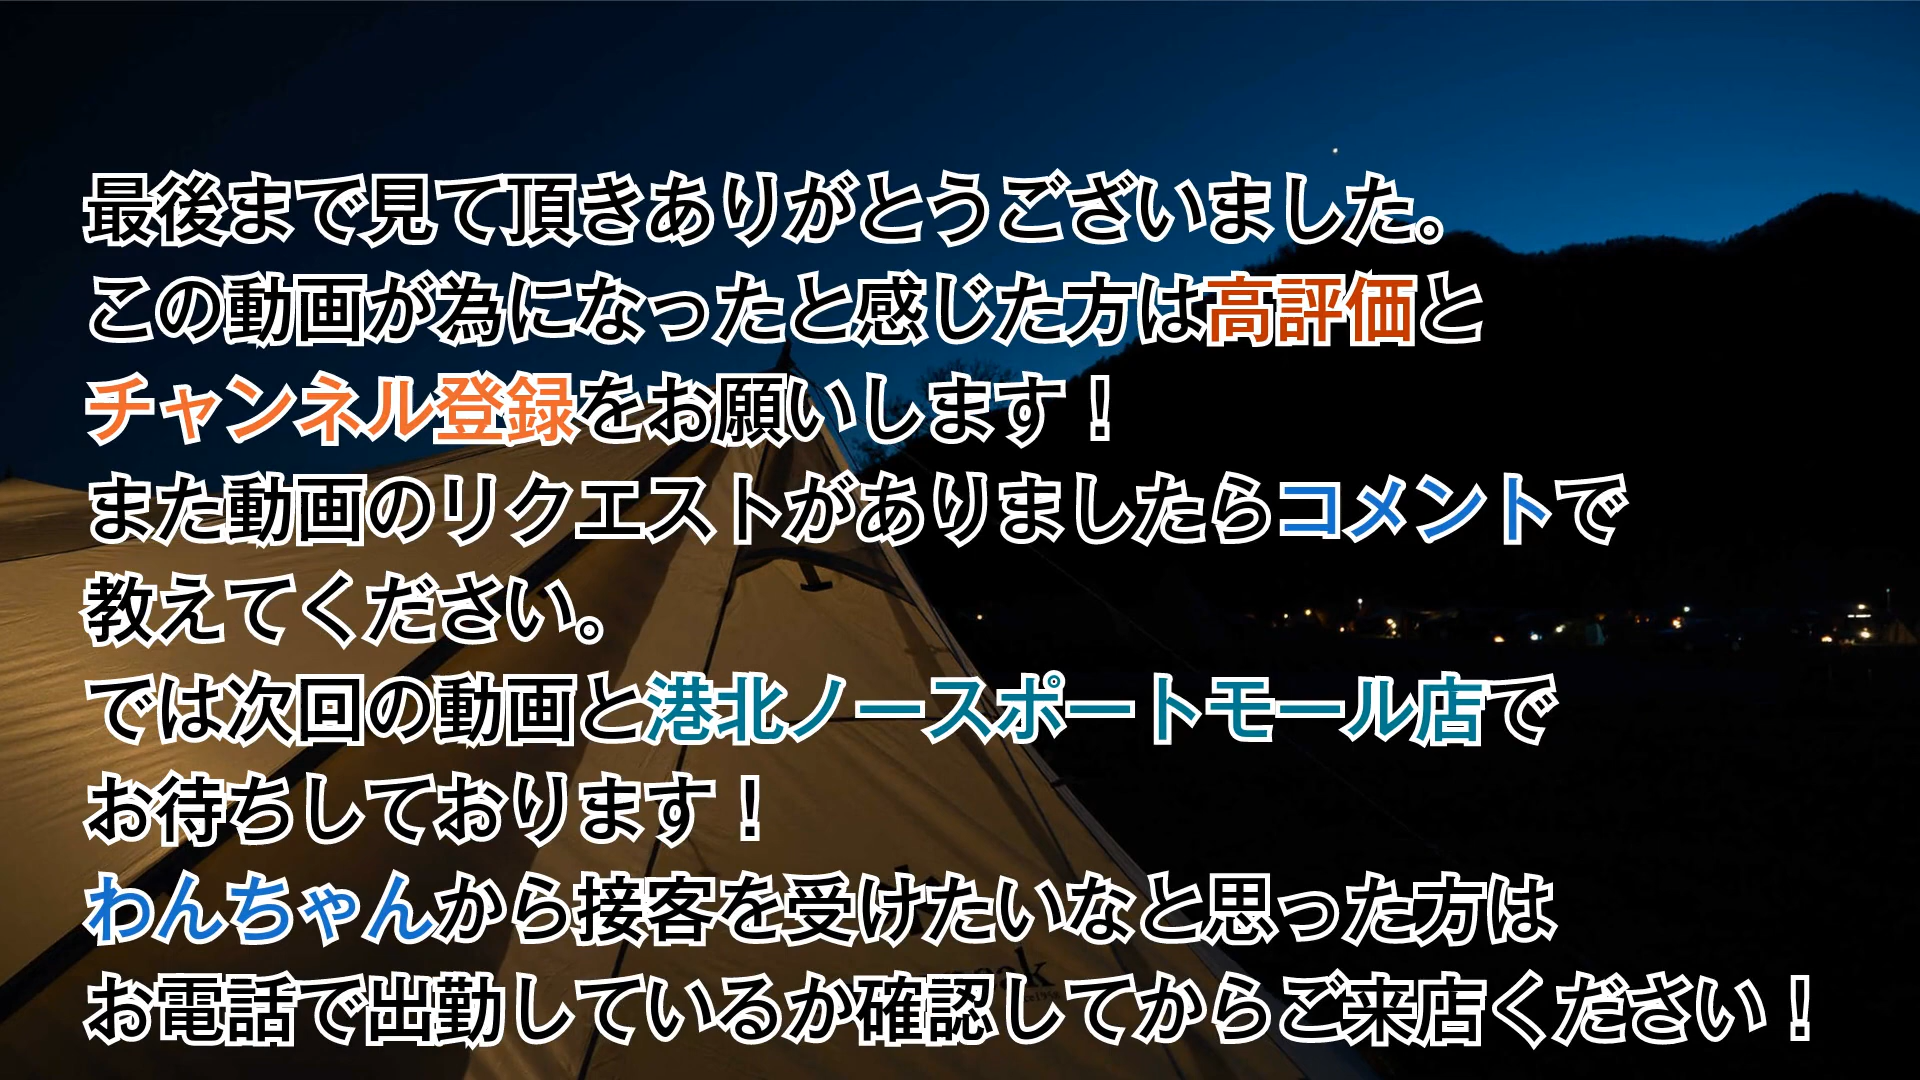 最後まで見て頂きありがとうございました。
この動画が為になったと感じた方は高評価と
チャンネル登録をお願いします！
また動画のリクエストがありましたらコメントで
教えてください。
では次回の動画と港北ノースポートモール店で
お待ちしております！
わんちゃんから接客を受けたいなと思った方は
お電話で出勤しているか確認してからご来店ください！